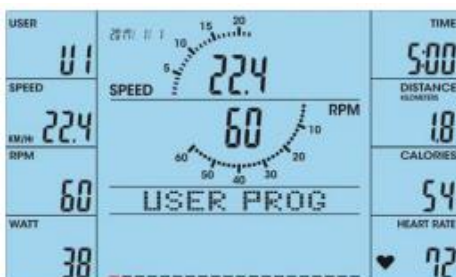 USER
U 1
SPEED
KM/Hr 22.4
RPM
60
WATT
38
15 20
10
5
SPEED 22.4
60 RPM
10
20
30
40
50
60
USER PROG
TIME
5:00
DISTANCE
KILOMETERS
1.8
CALORIES
54
HEART RATE
72